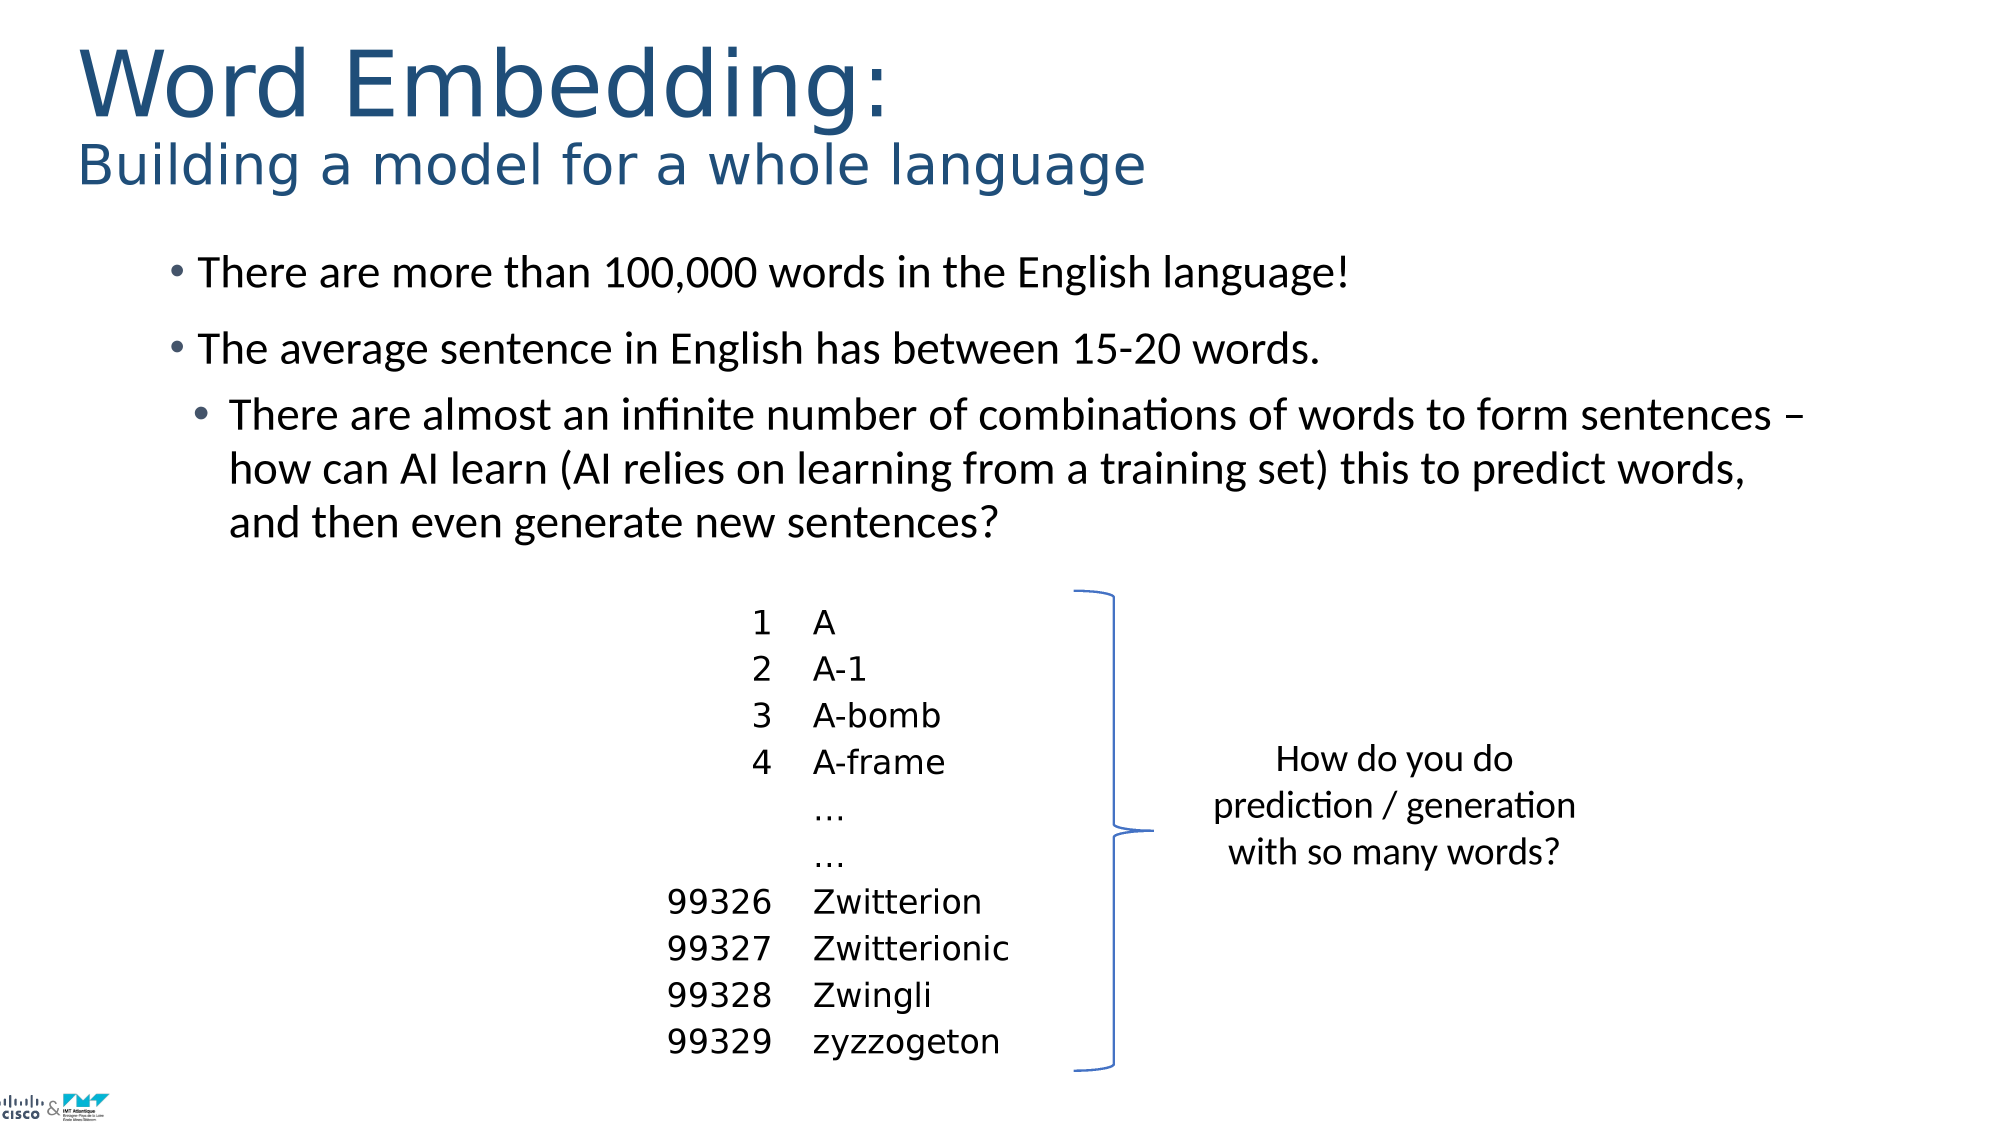 Word Embedding:
Building a model for a whole language
• There are more than 100,000 words in the English language!
• The average sentence in English has between 15-20 words.
• There are almost an infinite number of combinations of words to form sentences –
how can AI learn (AI relies on learning from a training set) this to predict words,
and then even generate new sentences?
1 A
2 A-1
3 A-bomb
4 A-frame
...
...
99326 Zwitterion
99327 Zwitterionic
99328 Zwingli
99329 zyzzogeton
How do you do
prediction / generation
with so many words?
CISCO & IMT Atlantique